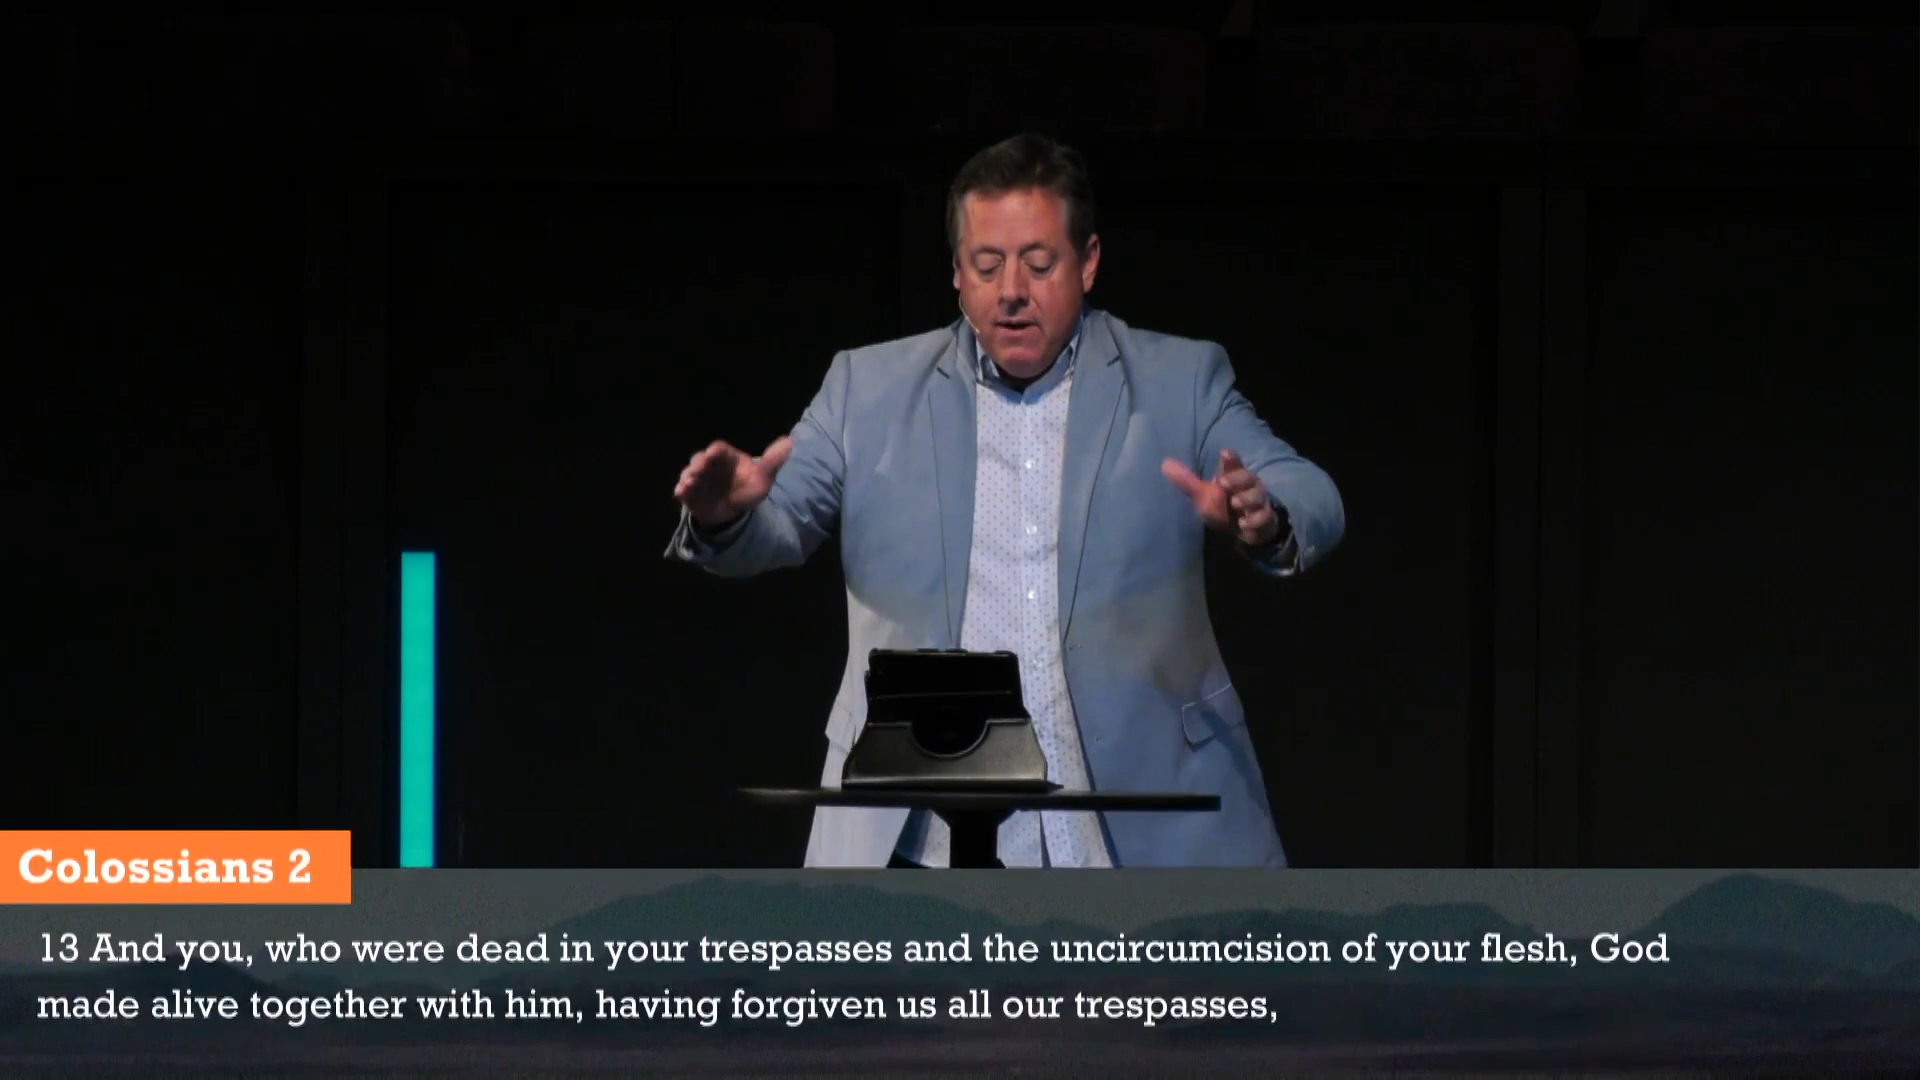 Colossians 2
13 And you, who were dead in your trespasses and the uncircumcision of your flesh, God
made alive together with him, having forgiven us all our trespasses,